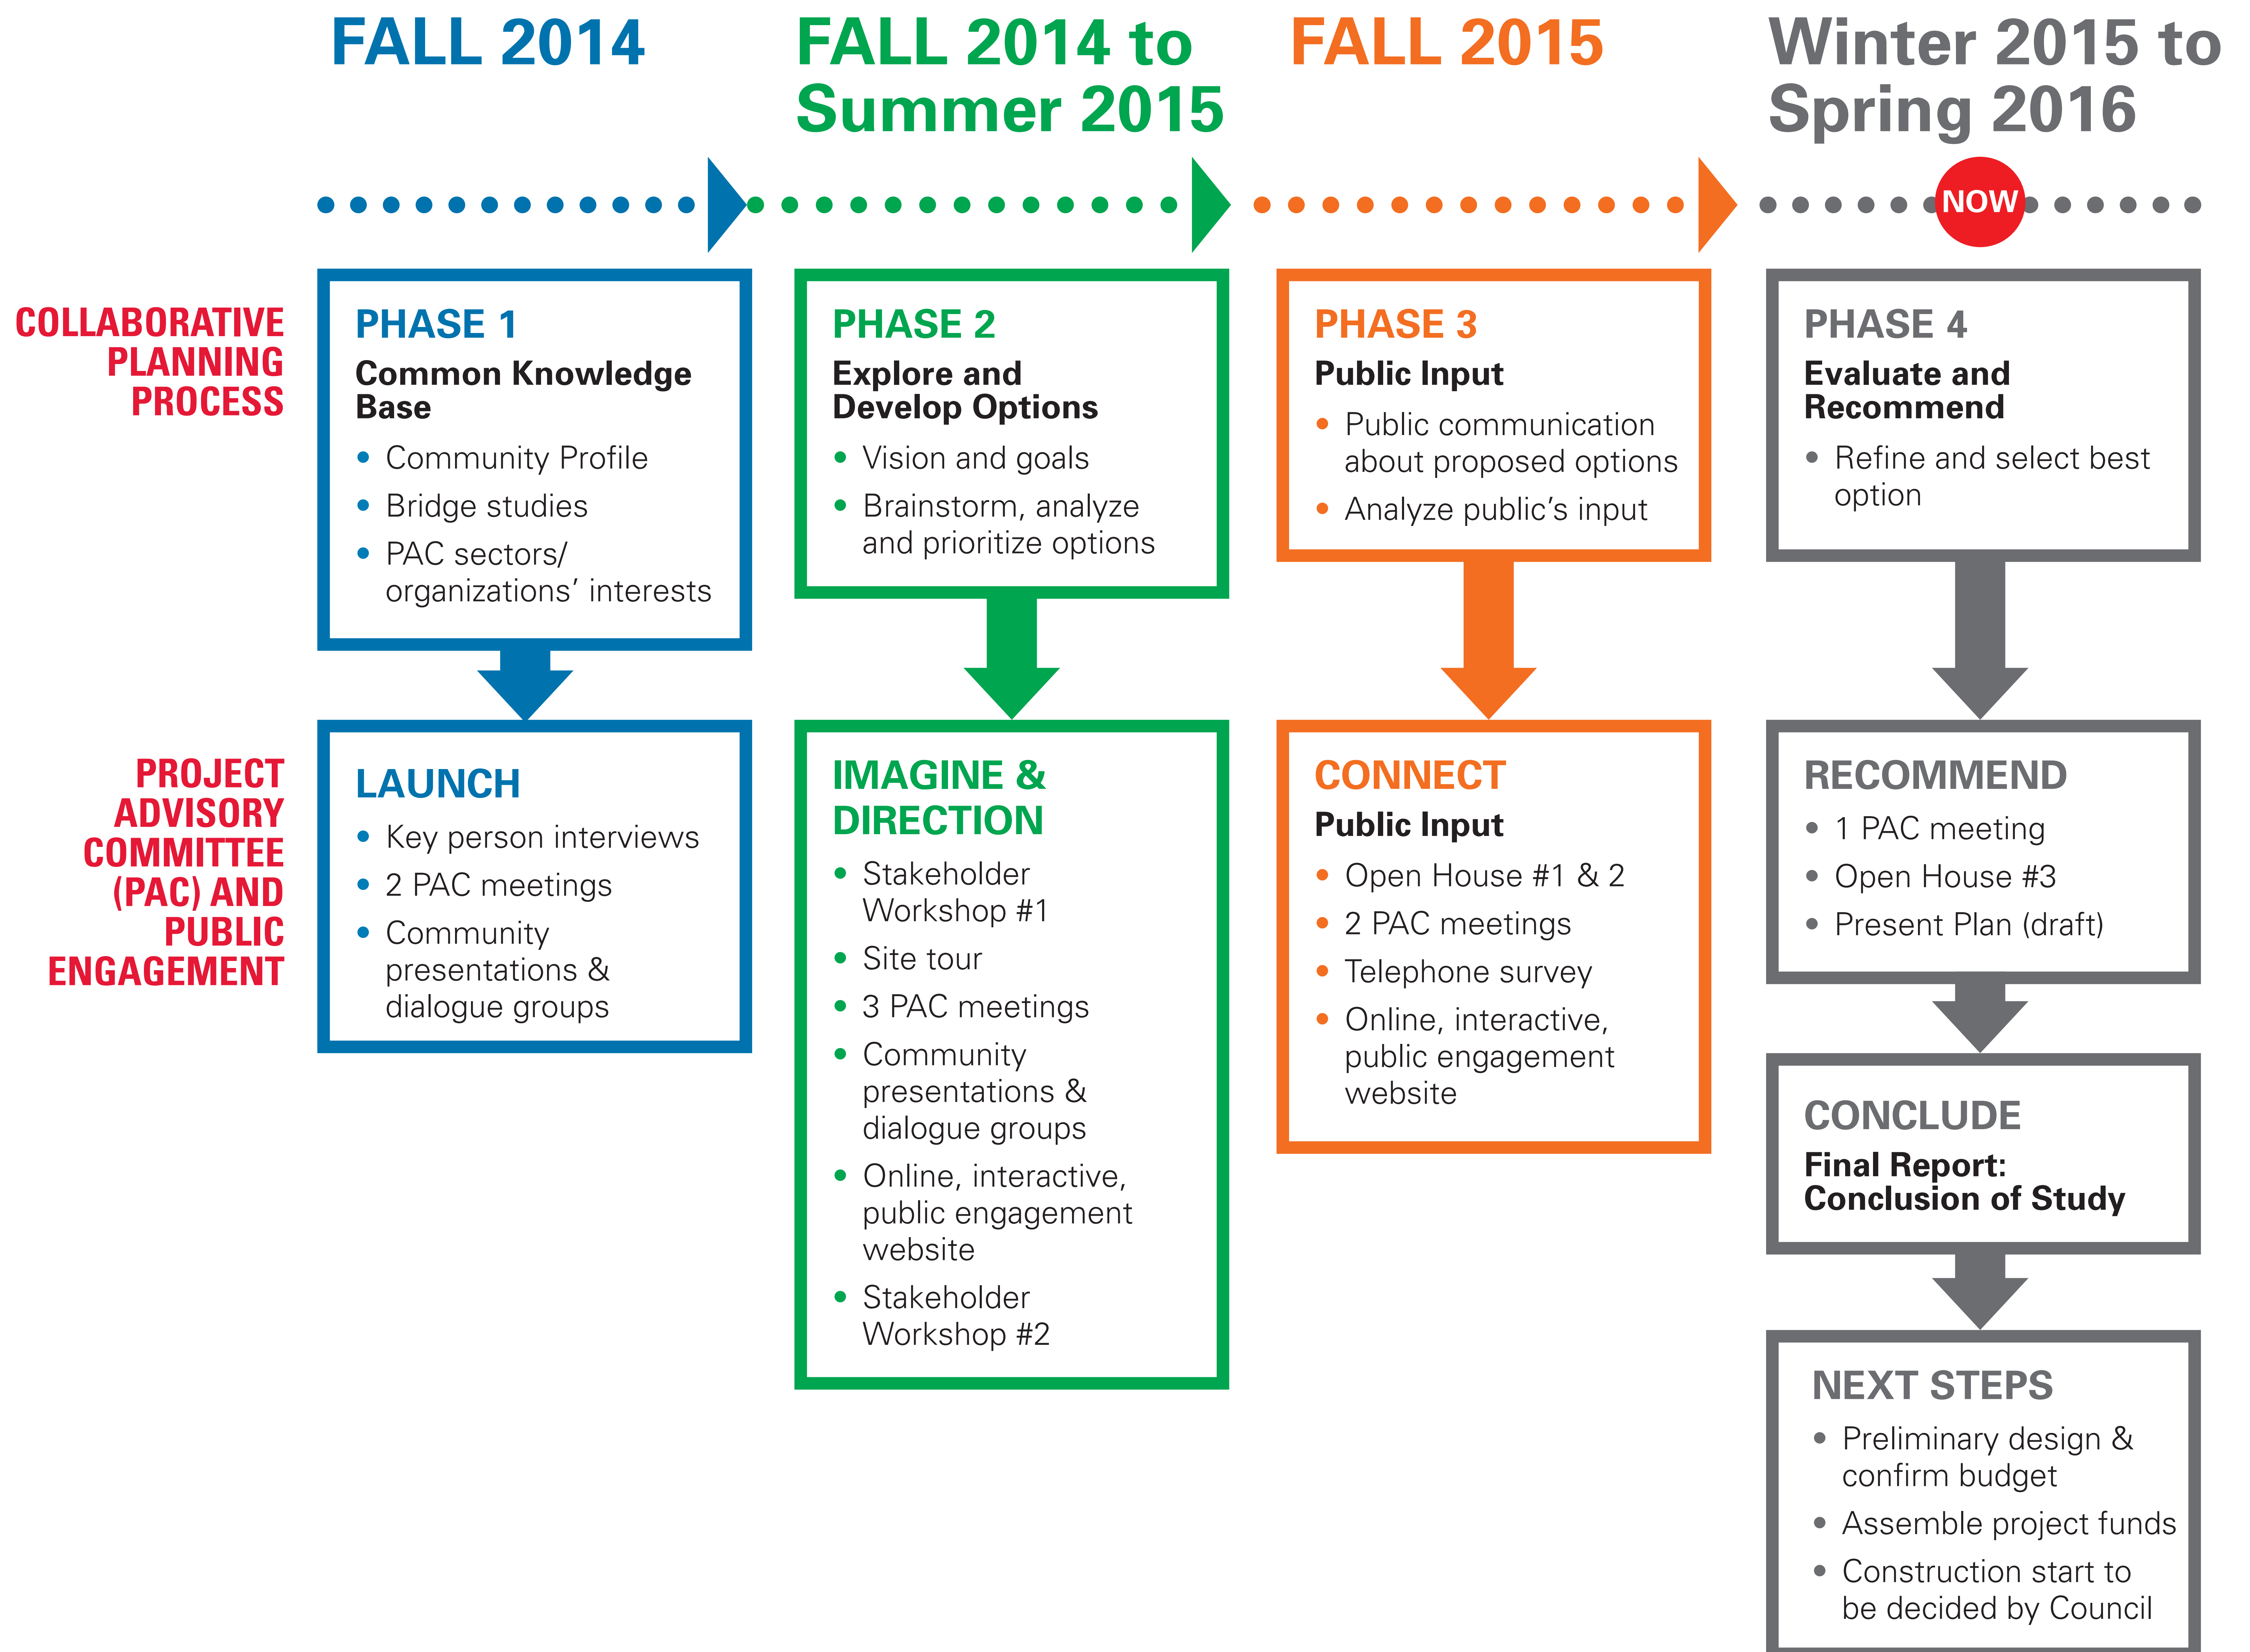 FALL 2014
FALL 2014 to
Summer 2015
FALL 2015
Winter 2015 to
Spring 2016
NOW
COLLABORATIVE
PLANNING
PROCESS
PHASE 1
Common Knowledge
Base
• Community Profile
• Bridge studies
• PAC sectors/
organizations’ interests
PHASE 2
Explore and
Develop Options
• Vision and goals
• Brainstorm, analyze
and prioritize options
PHASE 3
Public Input
• Public communication
about proposed options
• Analyze public’s input
PHASE 4
Evaluate and
Recommend
• Refine and select best
option
PROJECT
ADVISORY
COMMITTEE
(PAC) AND
PUBLIC
ENGAGEMENT
LAUNCH
• Key person interviews
• 2 PAC meetings
• Community
presentations &
dialogue groups
IMAGINE &
DIRECTION
• Stakeholder
Workshop #1
• Site tour
• 3 PAC meetings
• Community
presentations &
dialogue groups
• Online, interactive,
public engagement
website
• Stakeholder
Workshop #2
CONNECT
Public Input
• Open House #1 & 2
• 2 PAC meetings
• Telephone survey
• Online, interactive,
public engagement
website
RECOMMEND
• 1 PAC meeting
• Open House #3
• Present Plan (draft)
CONCLUDE
Final Report:
Conclusion of Study
NEXT STEPS
• Preliminary design &
confirm budget
• Assemble project funds
• Construction start to
be decided by Council